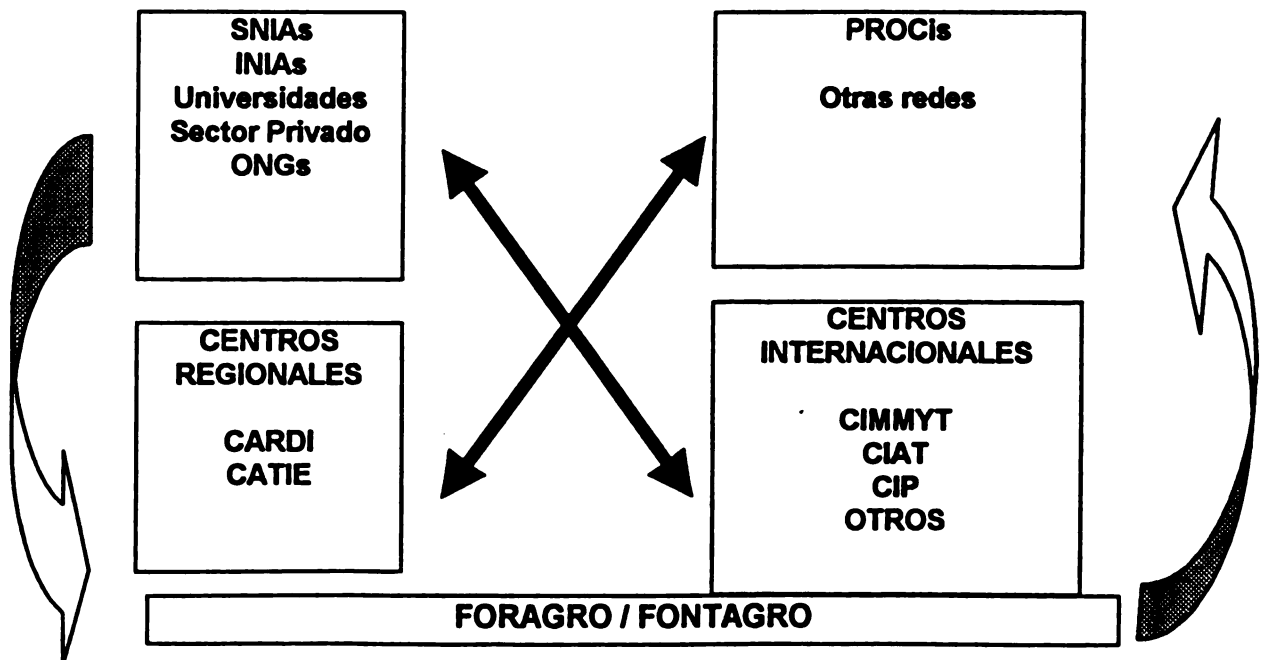 SNIAs
INIAs
Universidades
Sector Privado
ONGs
PROCis
Otras redes
CENTROS
REGIONALES
CARDI
CATIE
CENTROS
INTERNACIONALES
CIMMYT
CIAT
CIP
OTROS
FORAGRO / FONTAGRO